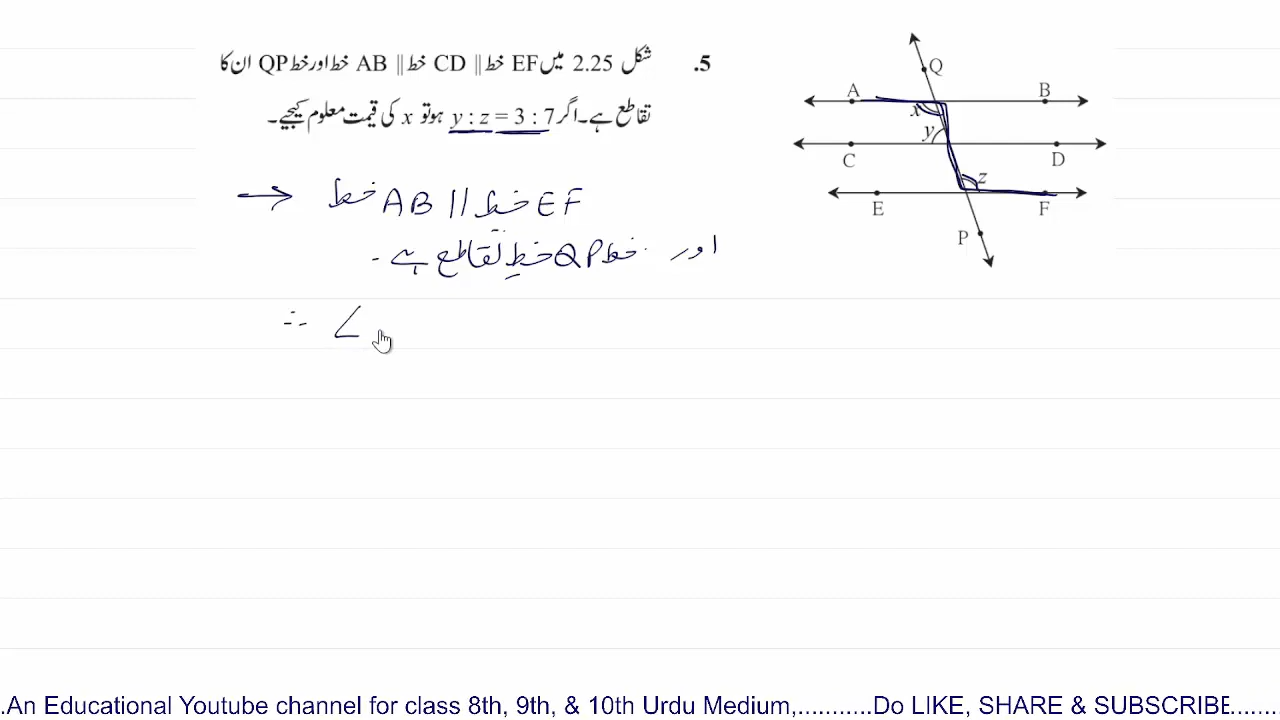 5. شکل 2.25 میں خط EF || خط CD || خط AB اور خط QP ان کا
تقاطع ہے۔ اگر y : z = 3 : 7 ہو تو x کی قیمت معلوم کیجیے۔
Q
A
B
x
y
C
D
z
E
F
P
→ خط AB || خط EF
اور خط QP خطِ تقاطع ہے۔
∴ ∠
.An Educational Youtube channel for class 8th, 9th, & 10th Urdu Medium,...........Do LIKE, SHARE & SUBSCRIBE.......